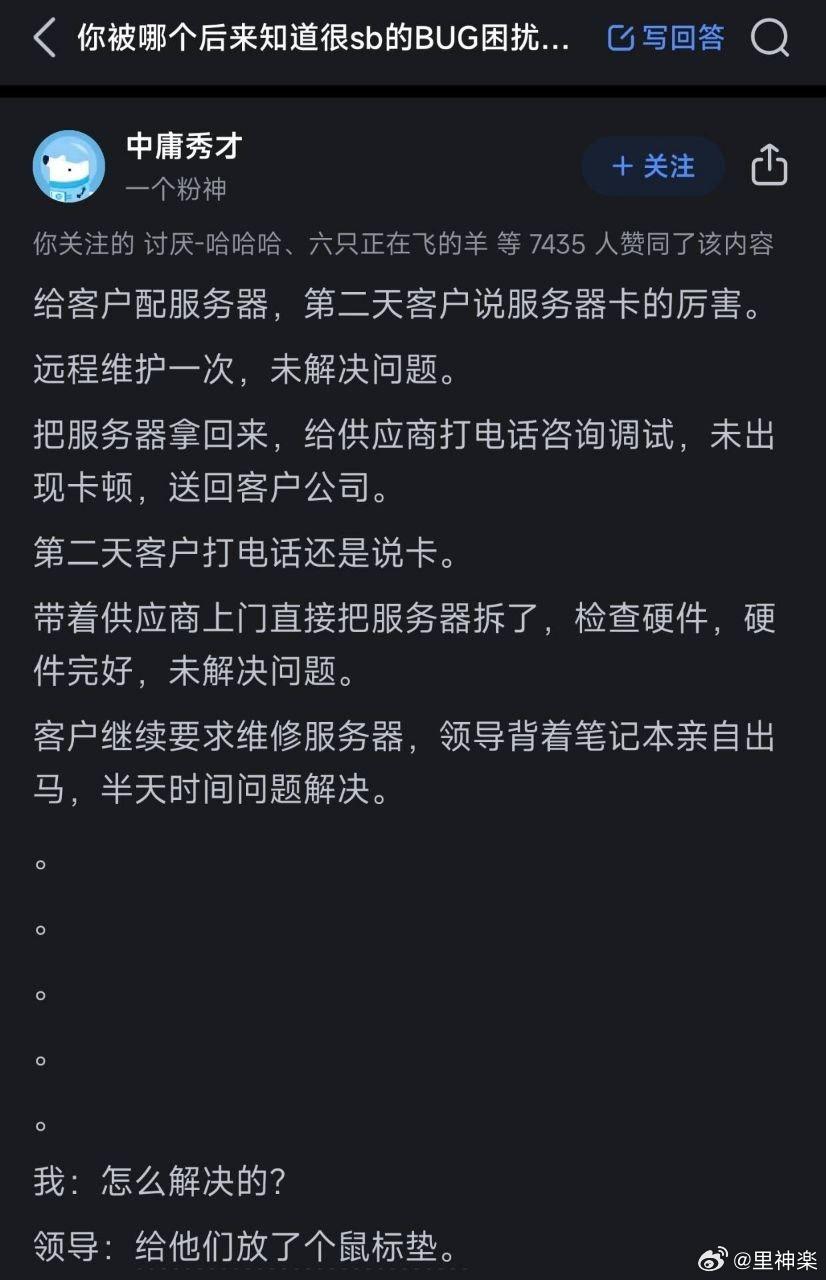 你被哪个后来知道很sb的BUG困扰...
写回答
中庸秀才
一个粉神
+ 关注
你关注的 讨厌-哈哈哈、六只正在飞的羊 等 7435 人赞同了该内容
给客户配服务器，第二天客户说服务器卡的厉害。
远程维护一次，未解决问题。
把服务器拿回来，给供应商打电话咨询调试，未出
现卡顿，送回客户公司。
第二天客户打电话还是说卡。
带着供应商上门直接把服务器拆了，检查硬件，硬
件完好，未解决问题。
客户继续要求维修服务器，领导背着笔记本亲自出
马，半天时间问题解决。
。
。
。
。
。
我：怎么解决的？
领导：给他们放了个鼠标垫。
@里神楽